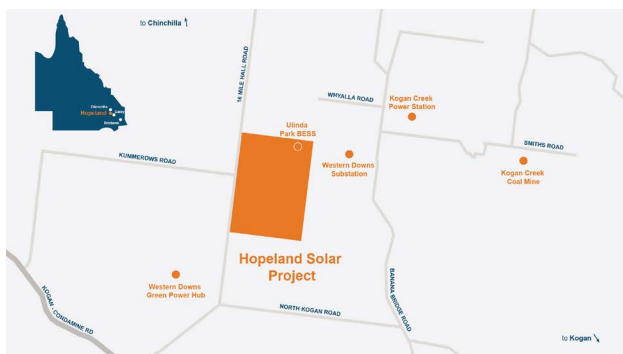 to Chinchilla
16 MILE HALL ROAD
WHYALLA ROAD
Kogan Creek
Power Station
Chinchilla
Hopeland
Dalby
Brisbane
Ulinda
Park BESS
SMITHS ROAD
KUMMEROWS ROAD
Western Downs
Substation
Kogan Creek
Coal Mine
Hopeland Solar
Project
Western Downs
Green Power Hub
BANANA BRIDGE ROAD
KOGAN - CONDAMINE RD
NORTH KOGAN ROAD
to Kogan